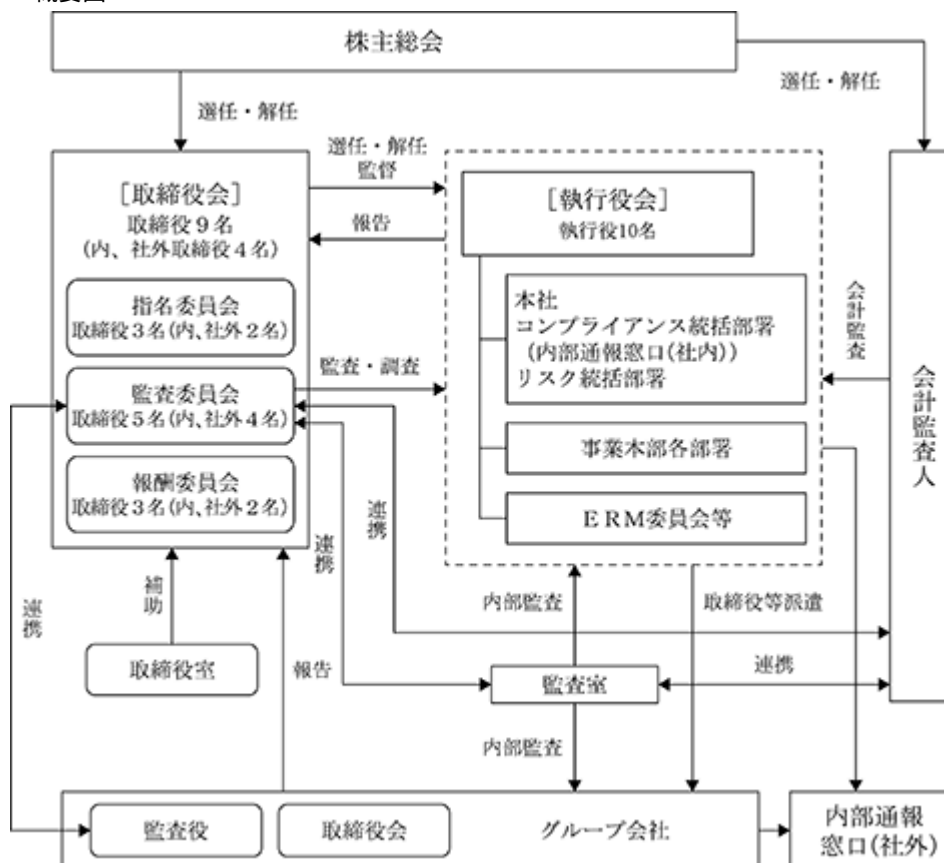 概要図
株主総会
選任・解任
選任・解任
選任・解任
監督
報告
[取締役会]
取締役9名
(内、社外取締役4名)
指名委員会
取締役3名(内、社外2名)
監査委員会
取締役5名(内、社外4名)
報酬委員会
取締役3名(内、社外2名)
監査・調査
[執行役会]
執行役10名
本社
コンプライアンス統括部署
(内部通報窓口(社内))
リスク統括部署
事業本部各部署
ERM委員会等
会計監査
会計監査人
連携
補助
連携
連携
取締役室
報告
内部監査
取締役等派遣
監査室
連携
内部監査
監査役
取締役会
グループ会社
内部通報
窓口(社外)